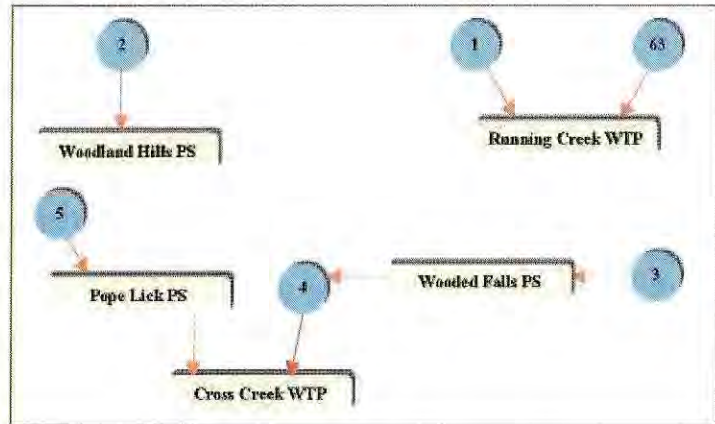 2
1
63
Woodland Hills PS
Running Creek WTP
5
Pope Lick PS
4
Wooded Falls PS
3
Cross Creek WTP